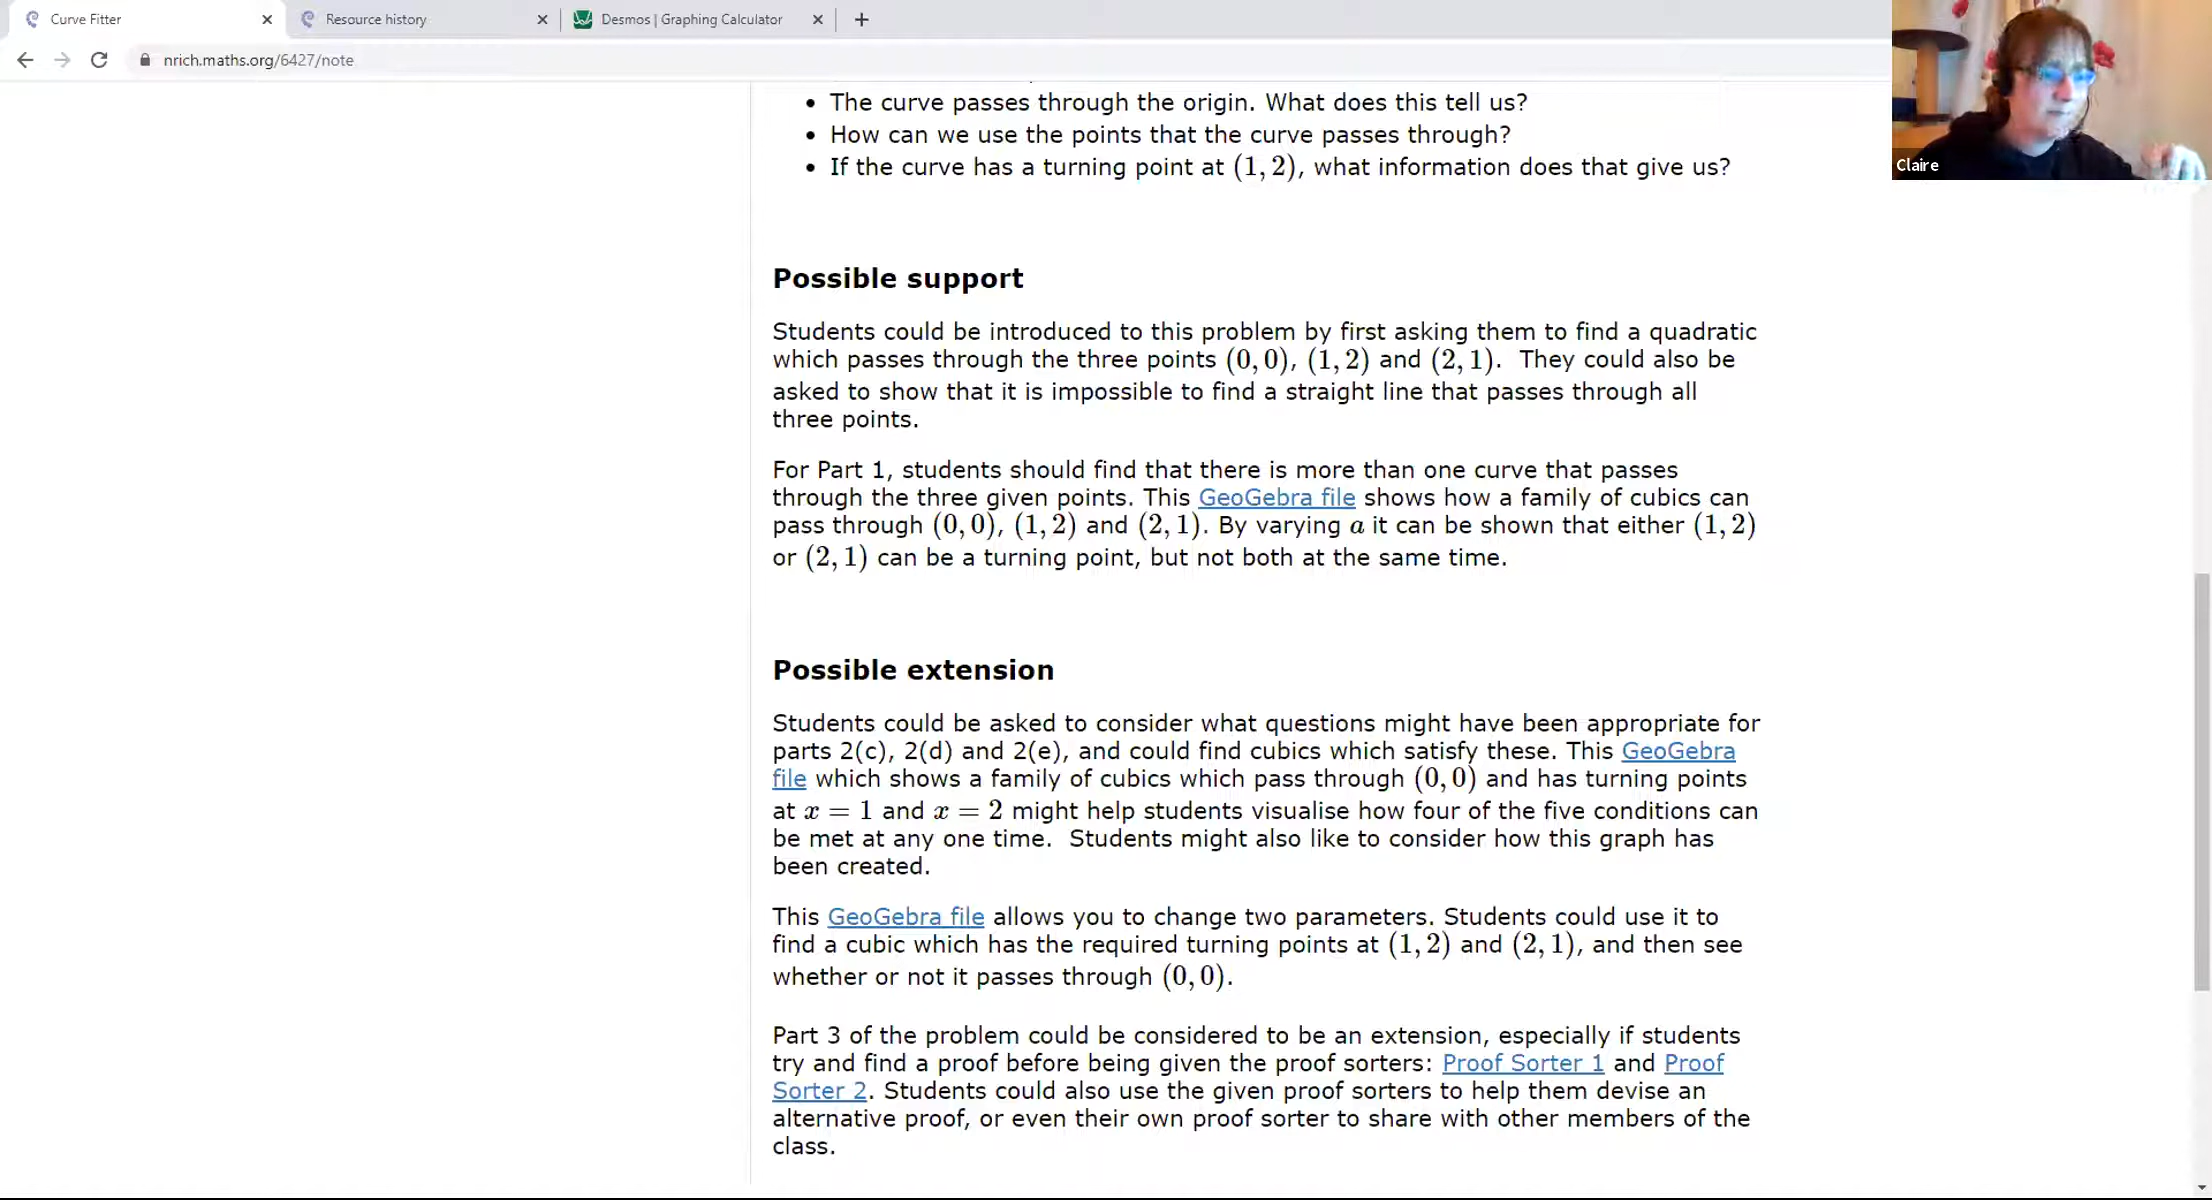 Curve Fitter
Resource history
Desmos | Graphing Calculator
nrich.maths.org/6427/note
Claire
• The curve passes through the origin. What does this tell us?
• How can we use the points that the curve passes through?
• If the curve has a turning point at (1, 2), what information does that give us?
Possible support
Students could be introduced to this problem by first asking them to find a quadratic
which passes through the three points (0, 0), (1, 2) and (2, 1). They could also be
asked to show that it is impossible to find a straight line that passes through all
three points.
For Part 1, students should find that there is more than one curve that passes
through the three given points. This GeoGebra file shows how a family of cubics can
pass through (0, 0), (1, 2) and (2, 1). By varying a it can be shown that either (1, 2)
or (2, 1) can be a turning point, but not both at the same time.
Possible extension
Students could be asked to consider what questions might have been appropriate for
parts 2(c), 2(d) and 2(e), and could find cubics which satisfy these. This GeoGebra
file which shows a family of cubics which pass through (0, 0) and has turning points
at x = 1 and x = 2 might help students visualise how four of the five conditions can
be met at any one time. Students might also like to consider how this graph has
been created.
This GeoGebra file allows you to change two parameters. Students could use it to
find a cubic which has the required turning points at (1, 2) and (2, 1), and then see
whether or not it passes through (0, 0).
Part 3 of the problem could be considered to be an extension, especially if students
try and find a proof before being given the proof sorters: Proof Sorter 1 and Proof
Sorter 2. Students could also use the given proof sorters to help them devise an
alternative proof, or even their own proof sorter to share with other members of the
class.